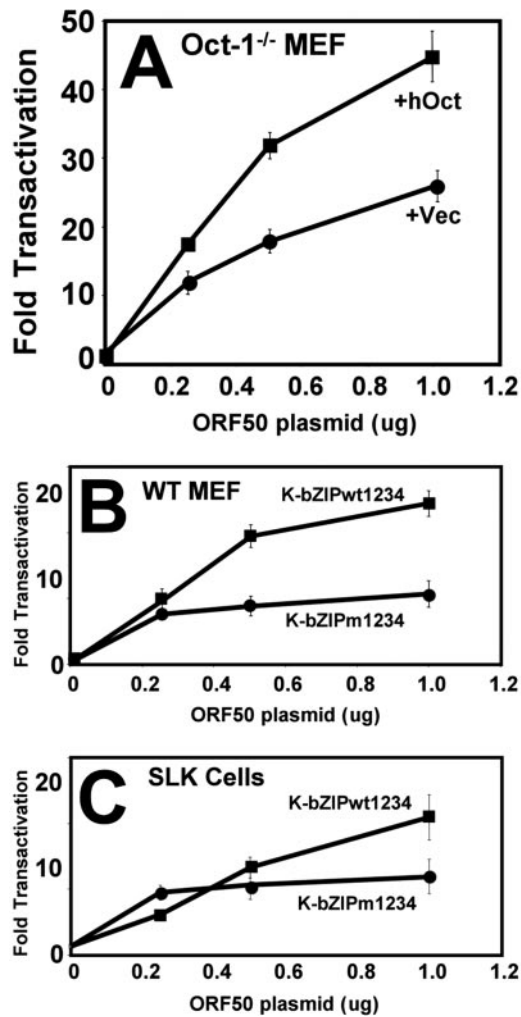 A Oct-1-/- MEF
50
40
30
20
10
0
Fold Transactivation
+hOct
+Vec
0 0.2 0.4 0.6 0.8 1.0 1.2
ORF50 plasmid (ug)
B WT MEF
20
10
0
Fold Transactivation
K-bZIPwt1234
K-bZIPm1234
0 0.2 0.4 0.6 0.8 1.0 1.2
ORF50 plasmid (ug)
C SLK Cells
20
10
0
Fold Transactivation
K-bZIPwt1234
K-bZIPm1234
0 0.2 0.4 0.6 0.8 1.0 1.2
ORF50 plasmid (ug)